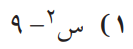 ١) س٢ – ٩